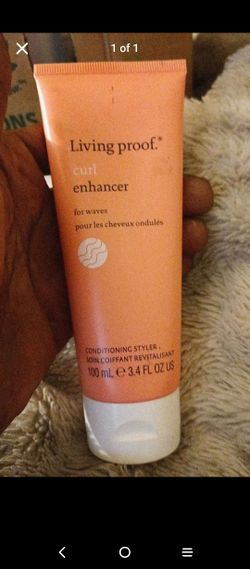 1 of 1
Living proof.®
curl
enhancer
for waves
pour les cheveux ondulés
CONDITIONING STYLER.
SOIN COIFFANT REVITALISANT
100 mL ℮ 3.4 FL OZ US